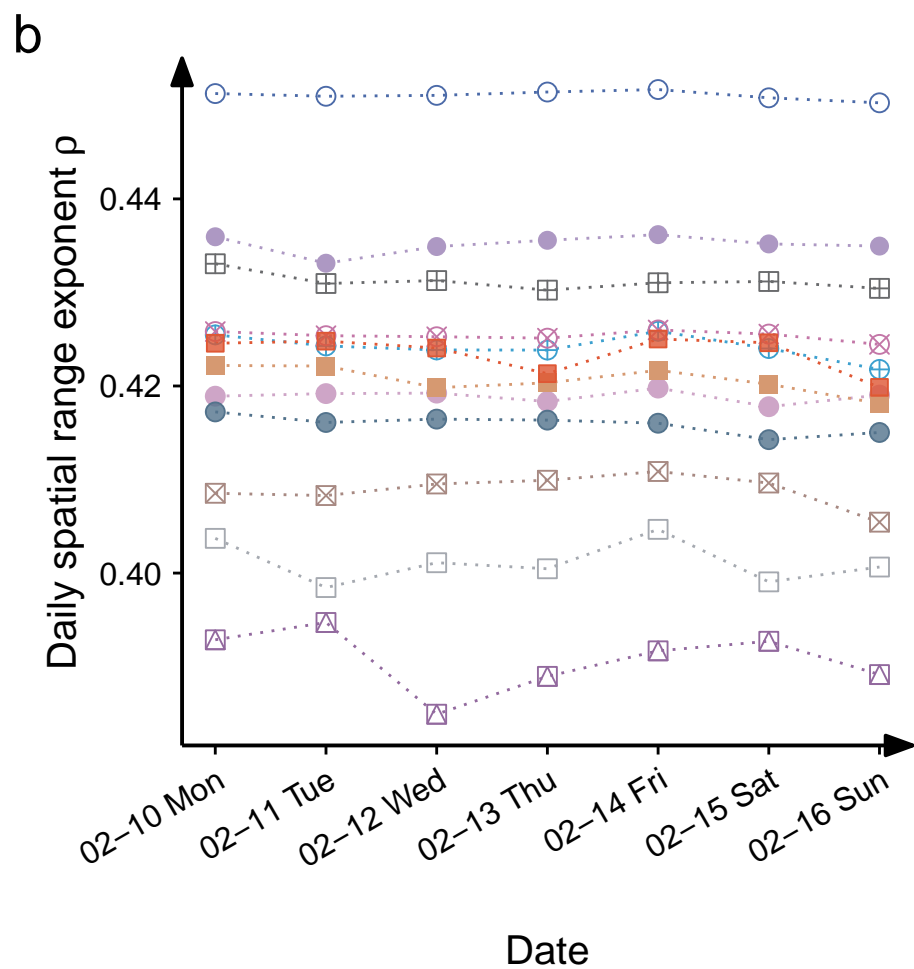 b
Daily spatial range exponent ρ
0.44
0.42
0.40
02–10 Mon
02–11 Tue
02–12 Wed
02–13 Thu
02–14 Fri
02–15 Sat
02–16 Sun
Date